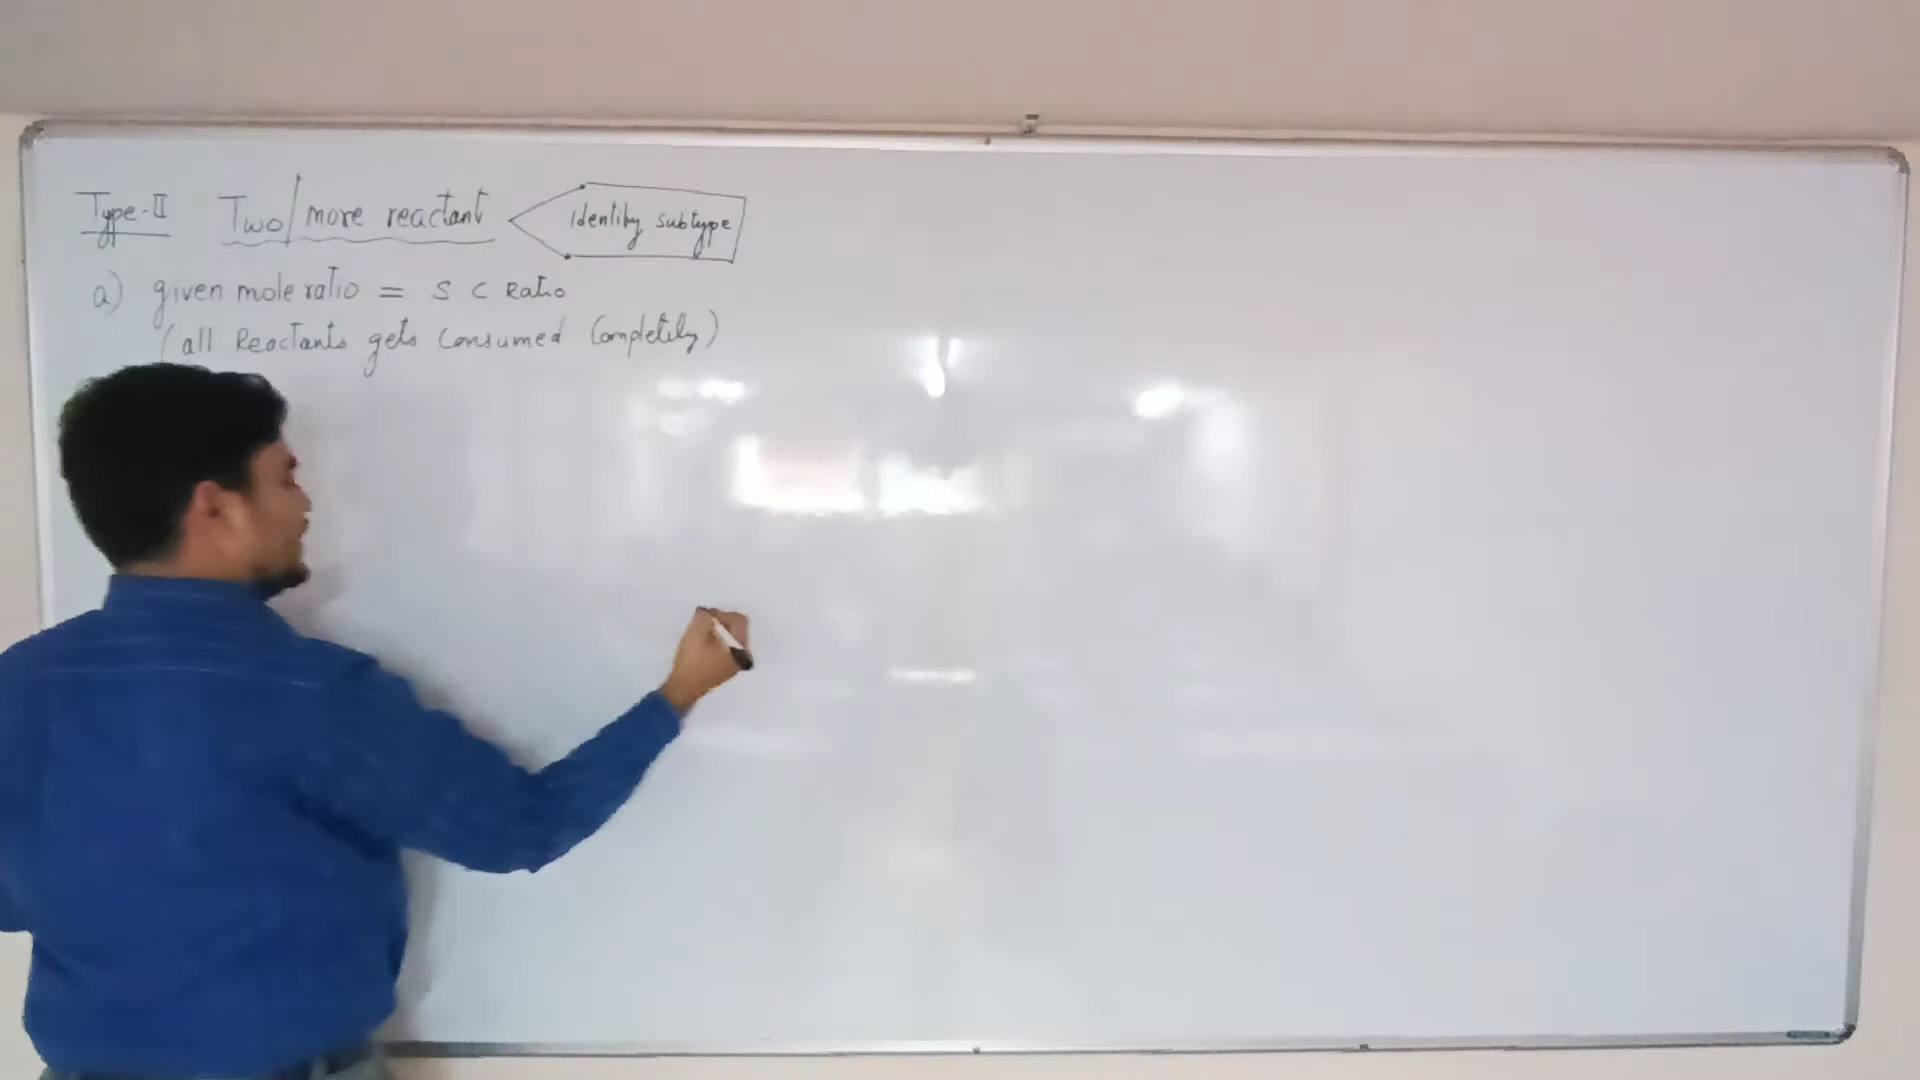 Type-II Two/more reactant Identify subtype
a) given mole ratio = S C Ratio
(all Reactants gets Consumed Completely)